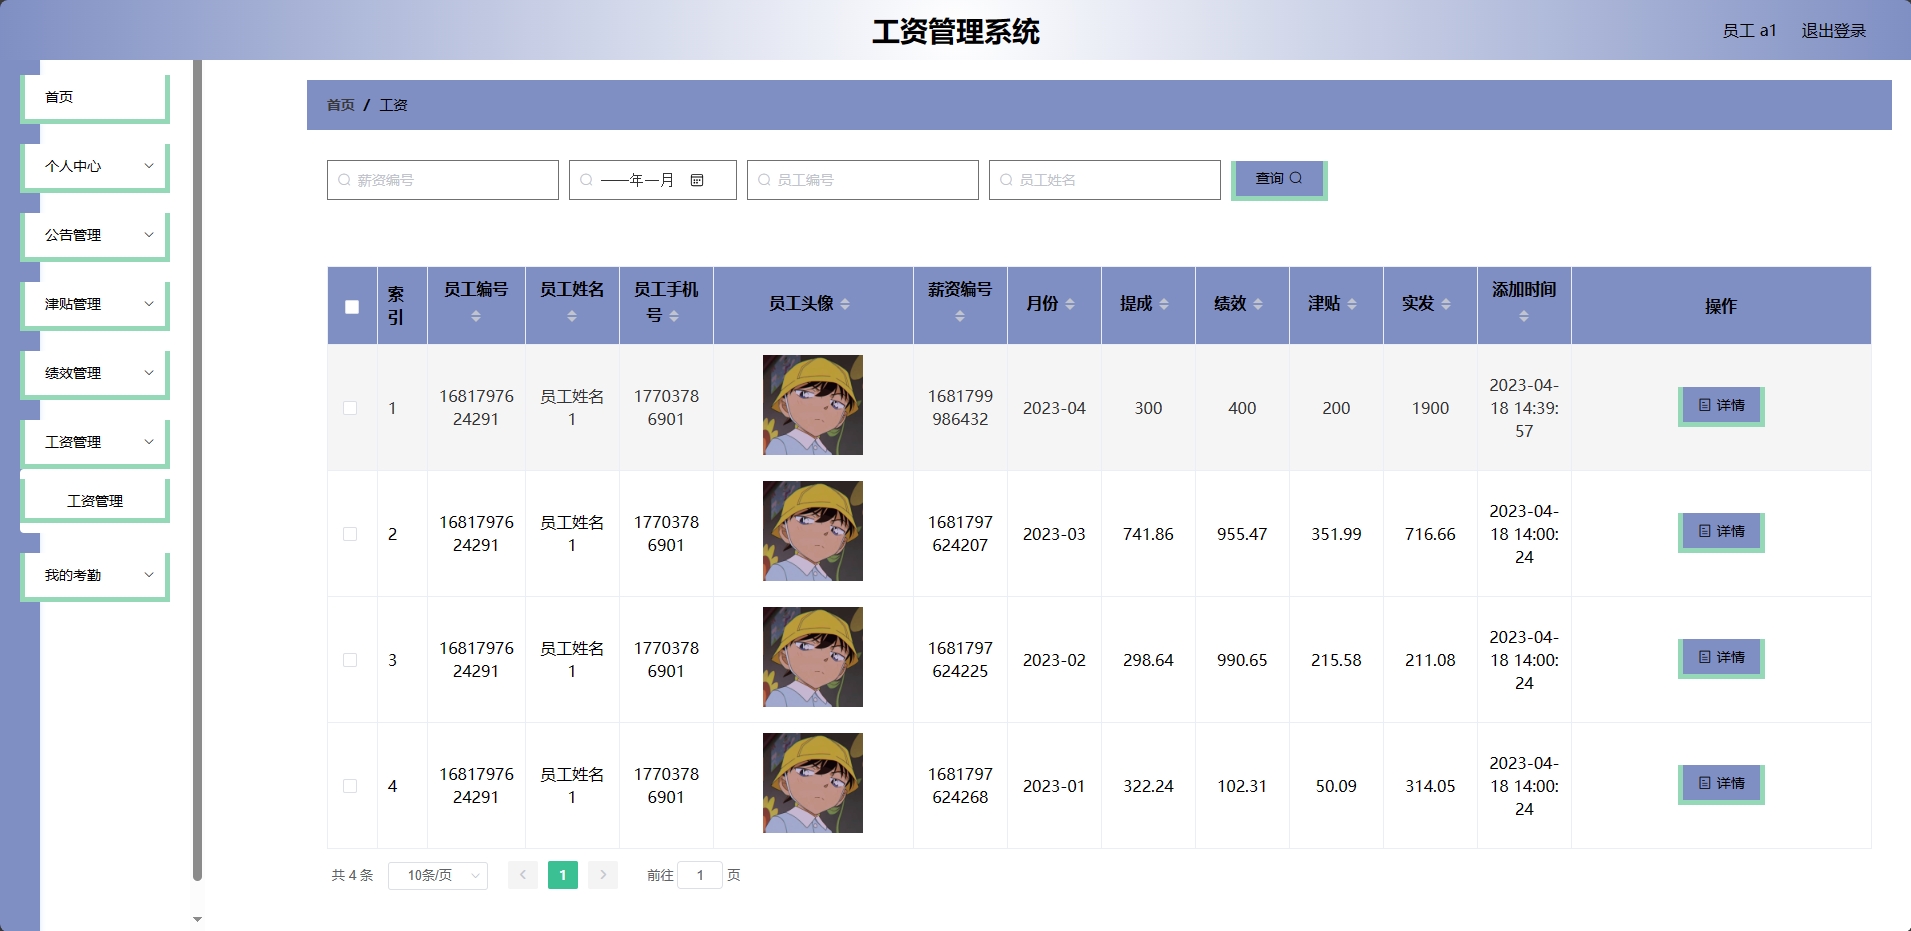 工资管理系统
员工 a1 退出登录
首页
个人中心
公告管理
津贴管理
绩效管理
工资管理
工资管理
我的考勤
首页 / 工资
薪资编号
——年—月
员工编号
员工姓名
查询
索引 员工编号 员工姓名 员工手机号 员工头像 薪资编号 月份 提成 绩效 津贴 实发 添加时间 操作
1 1681797624291 员工姓名1 17703786901 1681799986432 2023-04 300 400 200 1900 2023-04-18 14:39:57 详情
2 1681797624291 员工姓名1 17703786901 1681797624207 2023-03 741.86 955.47 351.99 716.66 2023-04-18 14:00:24 详情
3 1681797624291 员工姓名1 17703786901 1681797624225 2023-02 298.64 990.65 215.58 211.08 2023-04-18 14:00:24 详情
4 1681797624291 员工姓名1 17703786901 1681797624268 2023-01 322.24 102.31 50.09 314.05 2023-04-18 14:00:24 详情
共 4 条 10条/页 1 前往 1 页